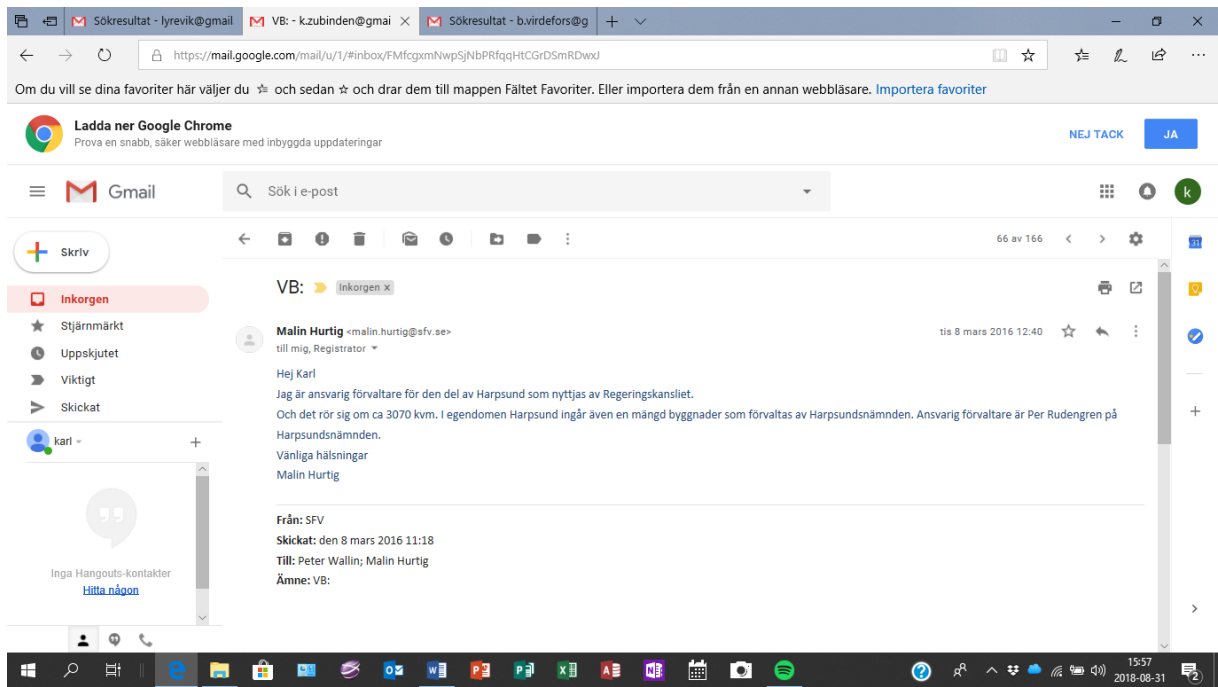 Sökresultat - lyrevik@gmail
VB: - k.zubinden@gmai
Sökresultat - b.virdefors@g
https://mail.google.com/mail/u/1/#inbox/FMfcgxmNwpSjNbPRfqqHtCGrDSmRDwxJ
Om du vill se dina favoriter här väljer du och sedan och drar dem till mappen Fältet Favoriter. Eller importera dem från en annan webbläsare. Importera favoriter
Ladda ner Google Chrome
Prova en snabb, säker webbläsare med inbyggda uppdateringar
NEJ TACK
JA
Gmail
Sök i e-post
k
Skriv
66 av 166
31
VB:
Inkorgen x
Inkorgen
Stjärnmärkt
Uppskjutet
Viktigt
Skickat
Malin Hurtig <malin.hurtig@sfv.se>
tis 8 mars 2016 12:40
till mig, Registrator
Hej Karl
Jag är ansvarig förvaltare för den del av Harpsund som nyttjas av Regeringskansliet.
Och det rör sig om ca 3070 kvm. I egendomen Harpsund ingår även en mängd byggnader som förvaltas av Harpsundsnämnden. Ansvarig förvaltare är Per Rudengren på
Harpsundsnämnden.
Vänliga hälsningar
Malin Hurtig
karl
Inga Hangouts-kontakter
Hitta någon
Från: SFV
Skickat: den 8 mars 2016 11:18
Till: Peter Wallin; Malin Hurtig
Ämne: VB:
15:57
2018-08-31
2